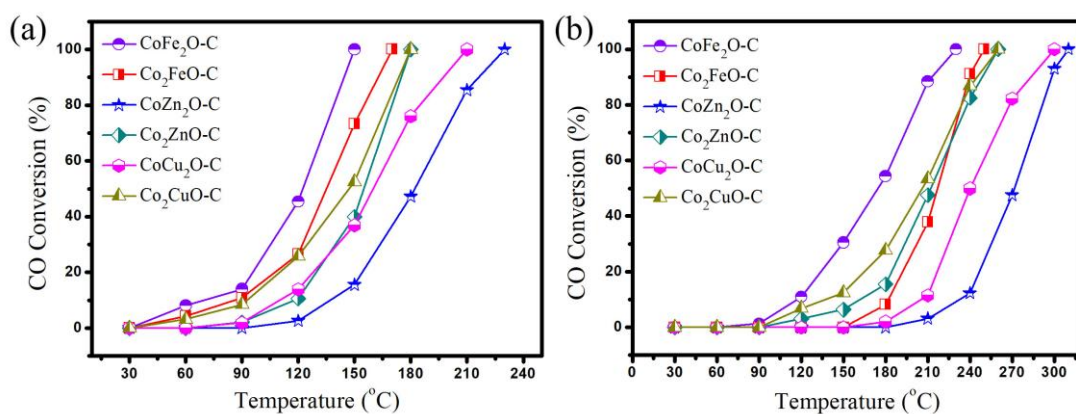 (a)
CoFe₂O-C
Co₂FeO-C
CoZn₂O-C
Co₂ZnO-C
CoCu₂O-C
Co₂CuO-C
CO Conversion (%)
100
80
60
40
20
0
30 60 90 120 150 180 210 240
Temperature (°C)
(b)
CoFe₂O-C
Co₂FeO-C
CoZn₂O-C
Co₂ZnO-C
CoCu₂O-C
Co₂CuO-C
CO Conversion (%)
100
80
60
40
20
0
0 30 60 90 120 150 180 210 240 270 300
Temperature (°C)